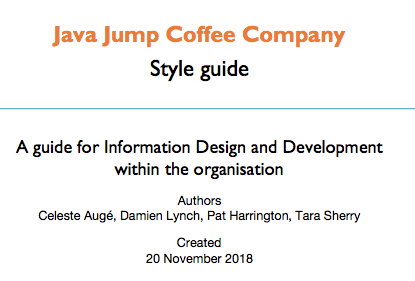 Java Jump Coffee Company
Style guide
A guide for Information Design and Development
within the organisation
Authors
Celeste Augé, Damien Lynch, Pat Harrington, Tara Sherry
Created
20 November 2018